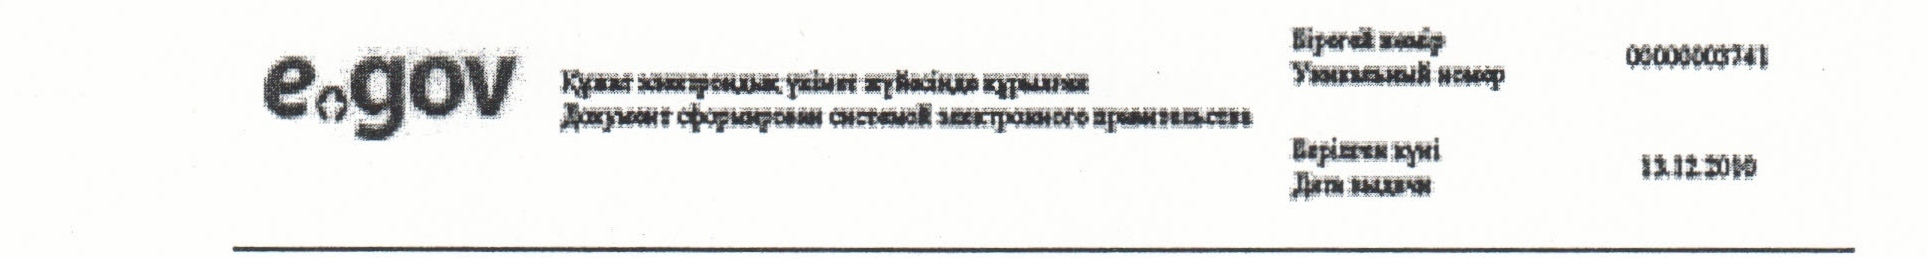 e.gov
Құжат электрондық үкімет жүйесінде құрылған
Документ сформирован системой электронного правительства
Бірегей нөмір
Уникальный номер
00000003741
Берілген күні
Дата выдачи
13.12.2010